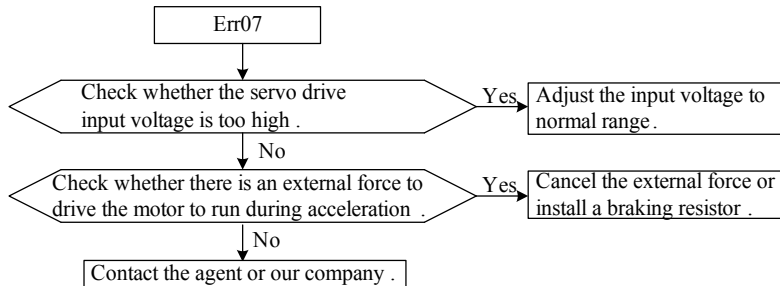 Err07
Check whether the servo drive
input voltage is too high .
Yes
Adjust the input voltage to
normal range .
No
Check whether there is an external force to
drive the motor to run during acceleration .
Yes
Cancel the external force or
install a braking resistor .
No
Contact the agent or our company .